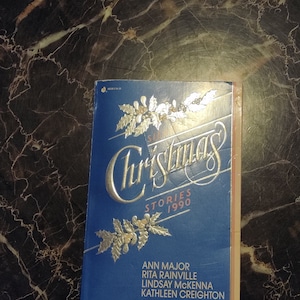 Christmas
STORIES
1990
ANN MAJOR
RITA RAINVILLE
LINDSAY McKENNA
KATHLEEN CREIGHTON